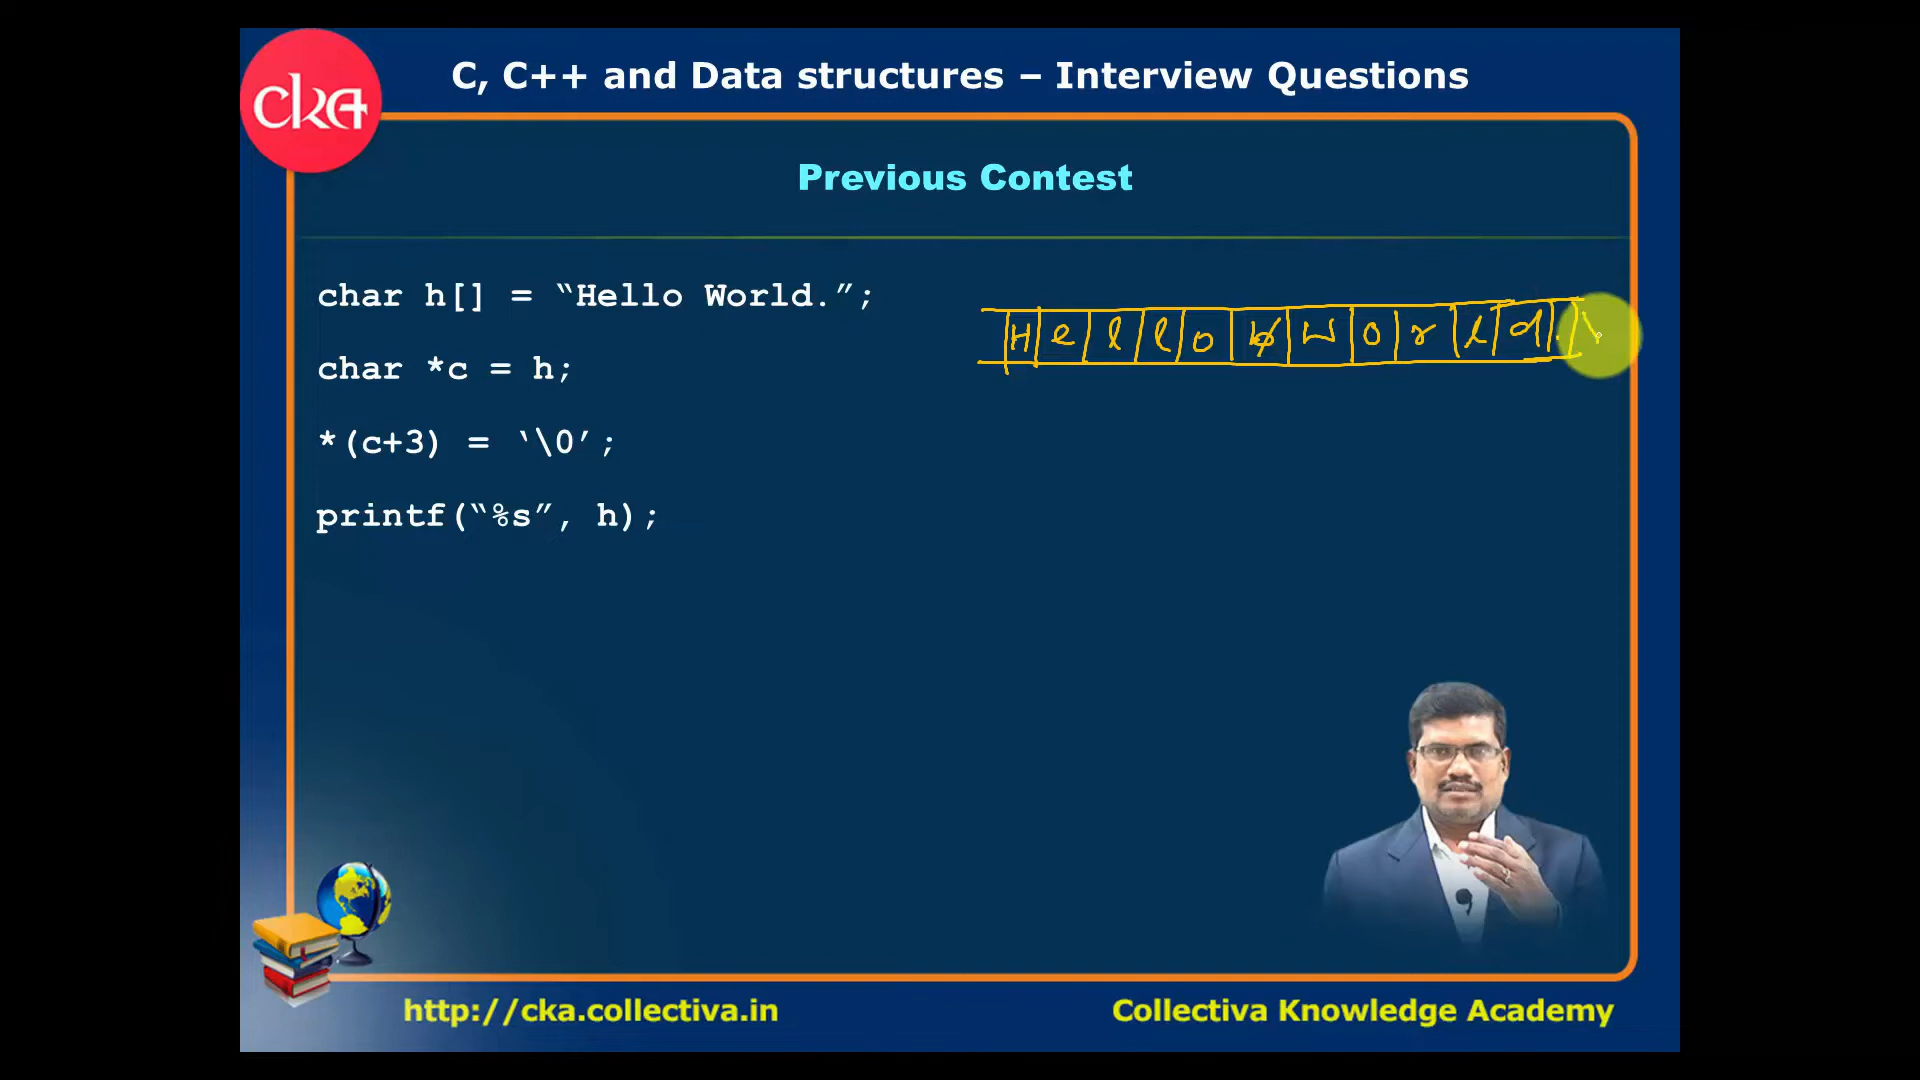 cka
C, C++ and Data structures – Interview Questions
Previous Contest
char h[] = “Hello World.”;
H e l l o b W o r l d . \
char *c = h;
*(c+3) = ‘\0’;
printf(“%s”, h);
http://cka.collectiva.in
Collectiva Knowledge Academy